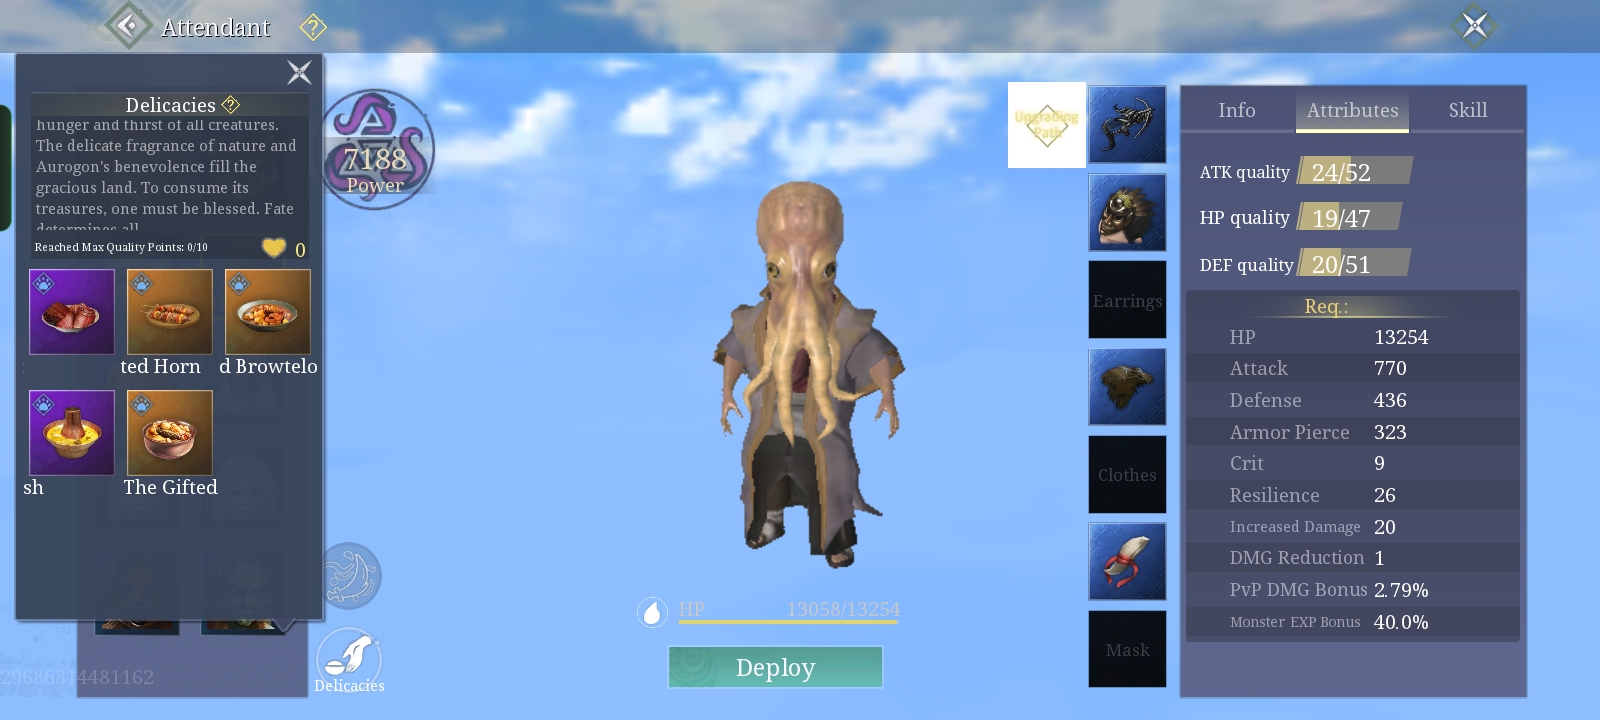 Attendant
Delicacies
hunger and thirst of all creatures.
The delicate fragrance of nature and
Aurogon's benevolence fill the
gracious land. To consume its
treasures, one must be blessed. Fate
determines all.
Reached Max Quality Points: 0/10
0
ted Horn
d Browtelo
sh
The Gifted
7188
Power
Delicacies
29686814481162
HP 13058/13254
Deploy
Upgrading
Path
Earrings
Clothes
Mask
Info Attributes Skill
ATK quality 24/52
HP quality 19/47
DEF quality 20/51
Req.:
HP 13254
Attack 770
Defense 436
Armor Pierce 323
Crit 9
Resilience 26
Increased Damage 20
DMG Reduction 1
PvP DMG Bonus 2.79%
Monster EXP Bonus 40.0%